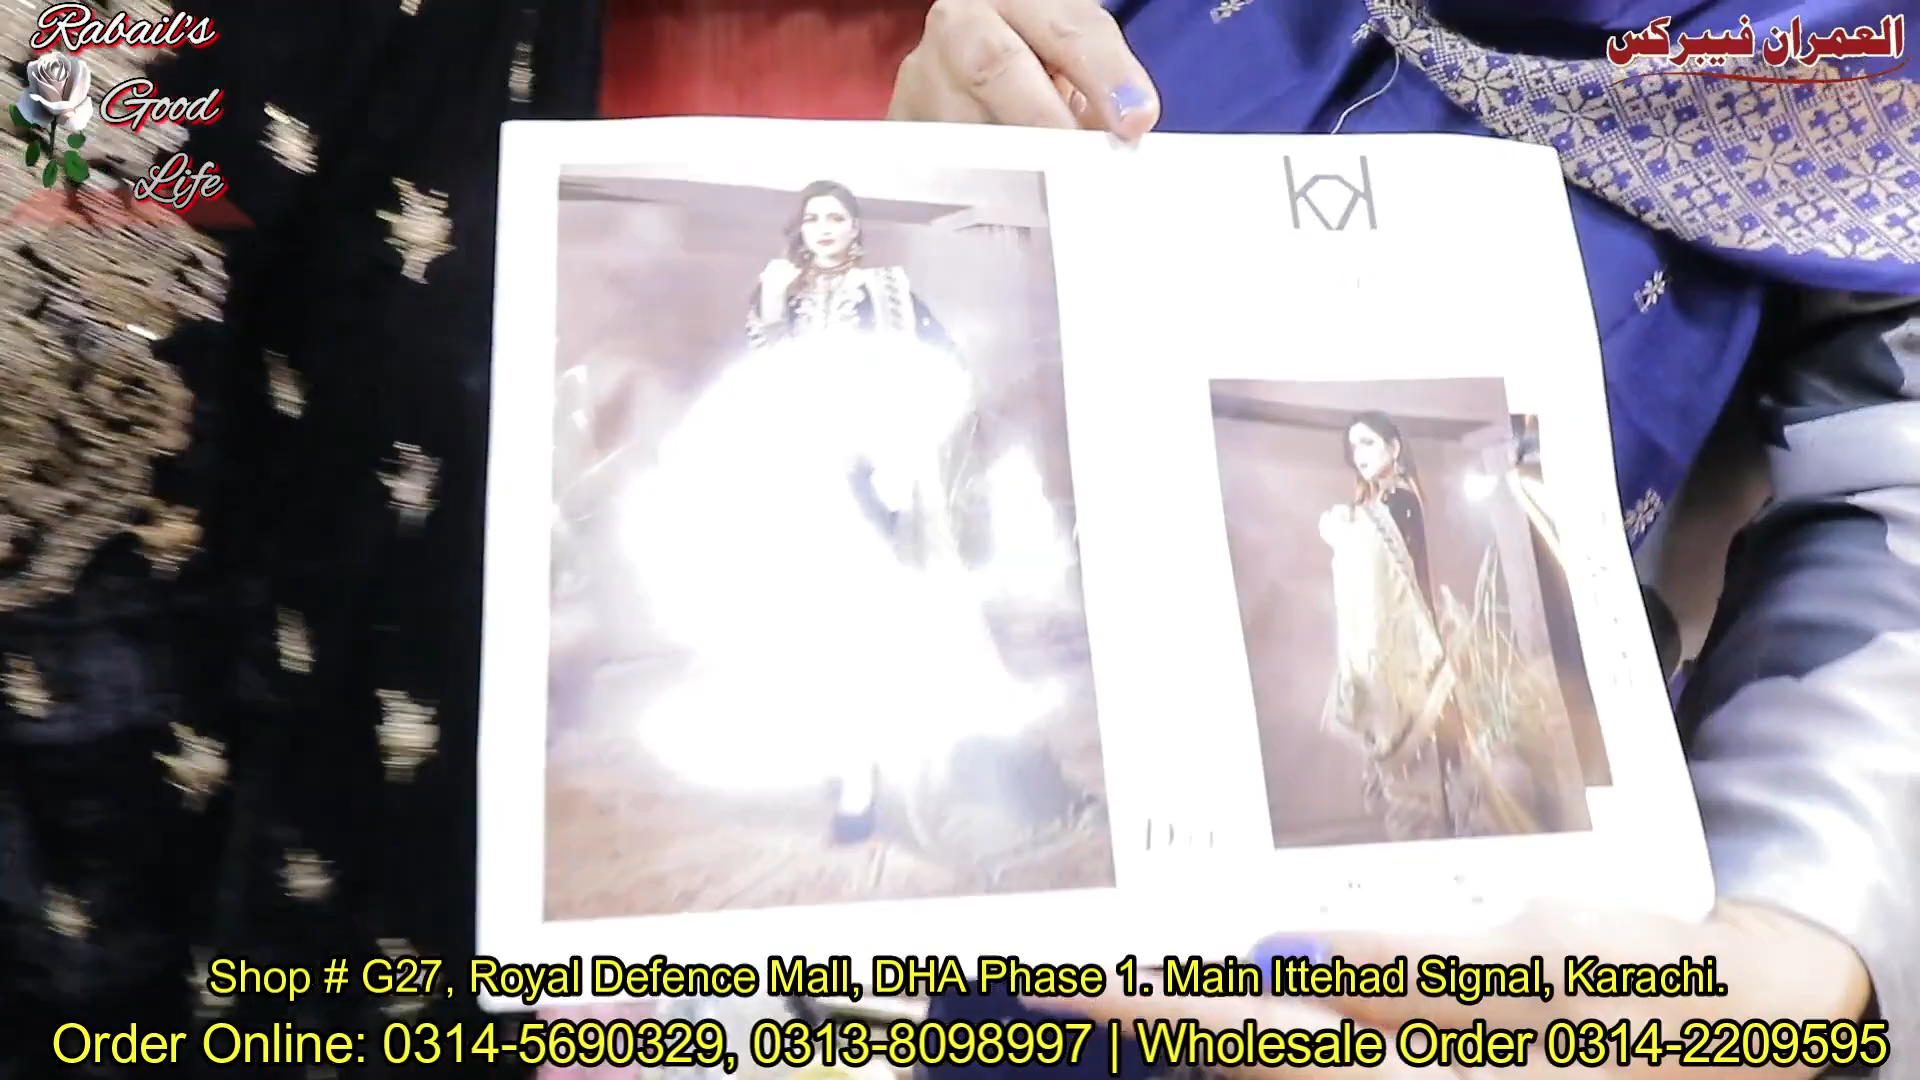 Rabail's
Good
Life
العمران فیبرکس
KK
Shop # G27, Royal Defence Mall, DHA Phase 1. Main Ittehad Signal, Karachi.
Order Online: 0314-5690329, 0313-8098997 | Wholesale Order 0314-2209595